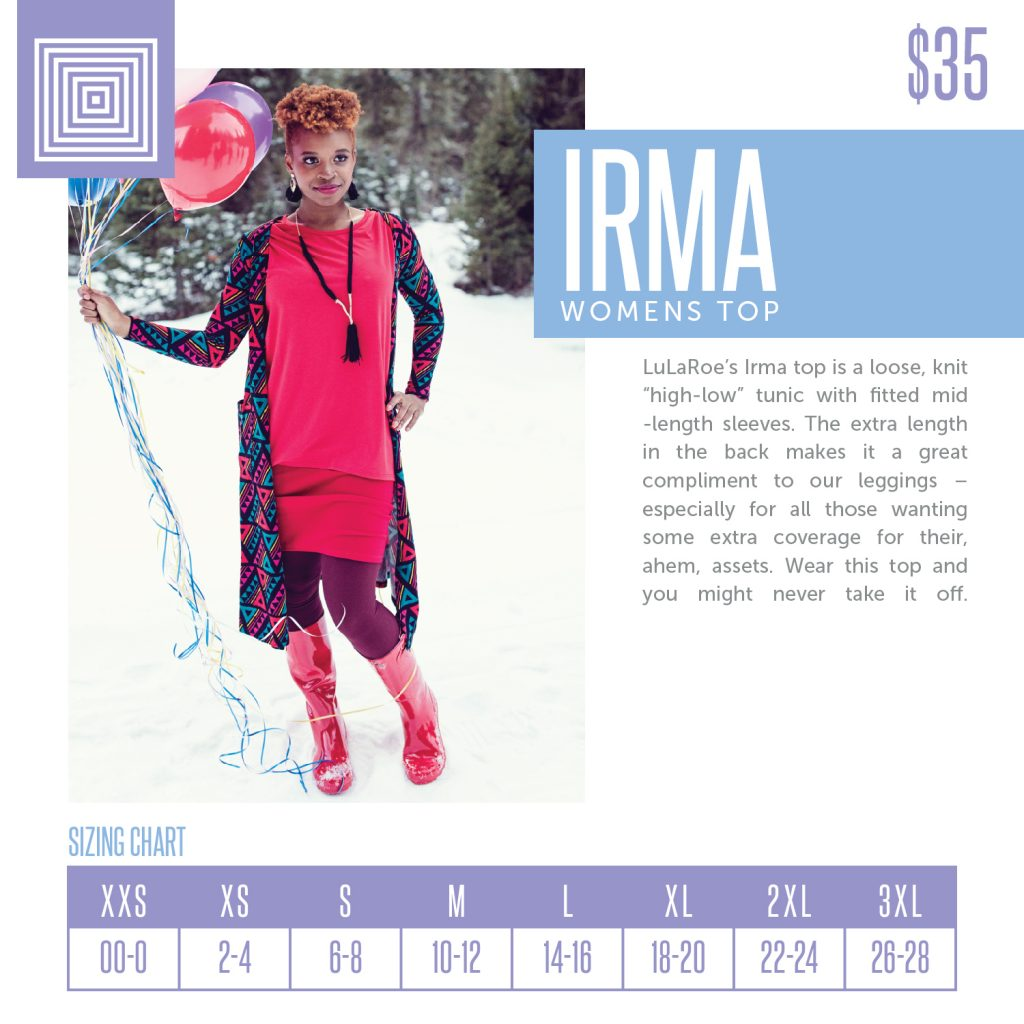 $35
IRMA
WOMENS TOP
LuLaRoe’s Irma top is a loose, knit
“high-low” tunic with fitted mid
-length sleeves. The extra length
in the back makes it a great
compliment to our leggings –
especially for all those wanting
some extra coverage for their,
ahem, assets. Wear this top and
you might never take it off.
SIZING CHART
XXS XS S M L XL 2XL 3XL
00-0 2-4 6-8 10-12 14-16 18-20 22-24 26-28